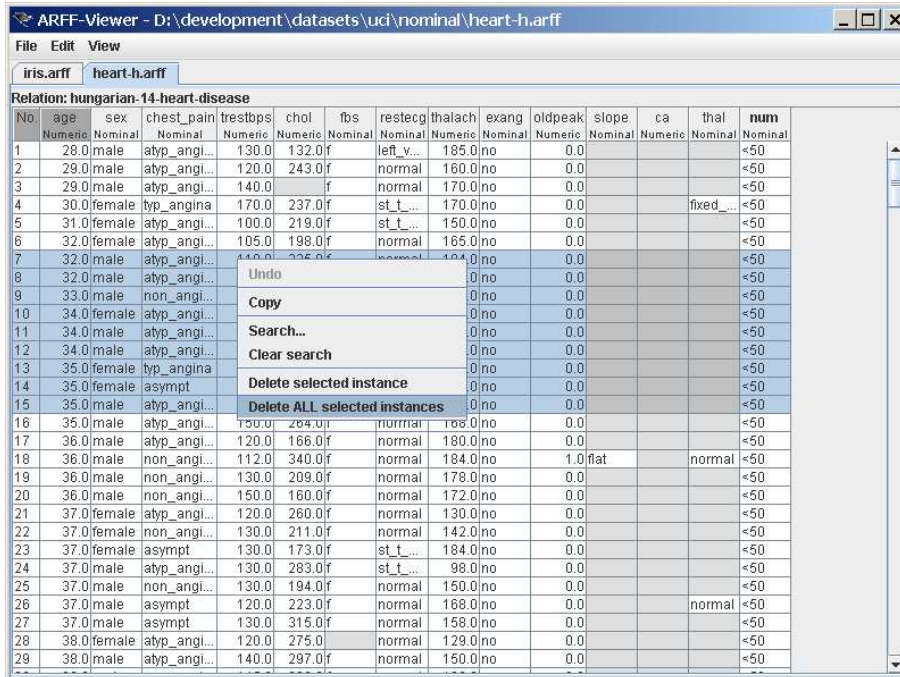 ARFF-Viewer - D:\development\datasets\uci\nominal\heart-h.arff
File Edit View
iris.arff heart-h.arff
Relation: hungarian-14-heart-disease
No. age sex chest_pain trestbps chol fbs restecg thalach exang oldpeak slope ca thal num
Numeric Nominal Nominal Numeric Numeric Nominal Nominal Numeric Nominal Numeric Nominal Numeric Nominal Nominal
1 28.0 male atyp_angi... 130.0 132.0 f left_v... 185.0 no 0.0 <50
2 29.0 male atyp_angi... 120.0 243.0 f normal 160.0 no 0.0 <50
3 29.0 male atyp_angi... 140.0 f normal 170.0 no 0.0 <50
4 30.0 female typ_angina 170.0 237.0 f st_t_... 170.0 no 0.0 fixed_... <50
5 31.0 female atyp_angi... 100.0 219.0 f st_t_... 150.0 no 0.0 <50
6 32.0 female atyp_angi... 105.0 198.0 f normal 165.0 no 0.0 <50
7 32.0 male atyp_angi... 0 no 0.0 <50
8 32.0 male atyp_angi... Undo .0 no 0.0 <50
9 33.0 male non_angi... Copy .0 no 0.0 <50
10 34.0 female atyp_angi... .0 no 0.0 <50
11 34.0 male atyp_angi... Search... .0 no 0.0 <50
12 34.0 male atyp_angi... Clear search .0 no 0.0 <50
13 35.0 female typ_angina .0 no 0.0 <50
14 35.0 female asympt Delete selected instance .0 no 0.0 <50
15 35.0 male atyp_angi... Delete ALL selected instances .0 no 0.0 <50
16 35.0 male atyp_angi... 150.0 264.0 f normal 168.0 no 0.0 <50
17 36.0 male atyp_angi... 120.0 166.0 f normal 180.0 no 0.0 <50
18 36.0 male non_angi... 112.0 340.0 f normal 184.0 no 1.0 flat normal <50
19 36.0 male non_angi... 130.0 209.0 f normal 178.0 no 0.0 <50
20 36.0 male non_angi... 150.0 160.0 f normal 172.0 no 0.0 <50
21 37.0 female atyp_angi... 120.0 260.0 f normal 130.0 no 0.0 <50
22 37.0 female non_angi... 130.0 211.0 f normal 142.0 no 0.0 <50
23 37.0 female asympt 130.0 173.0 f st_t_... 184.0 no 0.0 <50
24 37.0 male atyp_angi... 130.0 283.0 f st_t_... 98.0 no 0.0 <50
25 37.0 male non_angi... 130.0 194.0 f normal 150.0 no 0.0 <50
26 37.0 male asympt 120.0 223.0 f normal 168.0 no 0.0 normal <50
27 37.0 male asympt 130.0 315.0 f normal 158.0 no 0.0 <50
28 38.0 female atyp_angi... 120.0 275.0 normal 129.0 no 0.0 <50
29 38.0 male atyp_angi... 140.0 297.0 f normal 150.0 no 0.0 <50